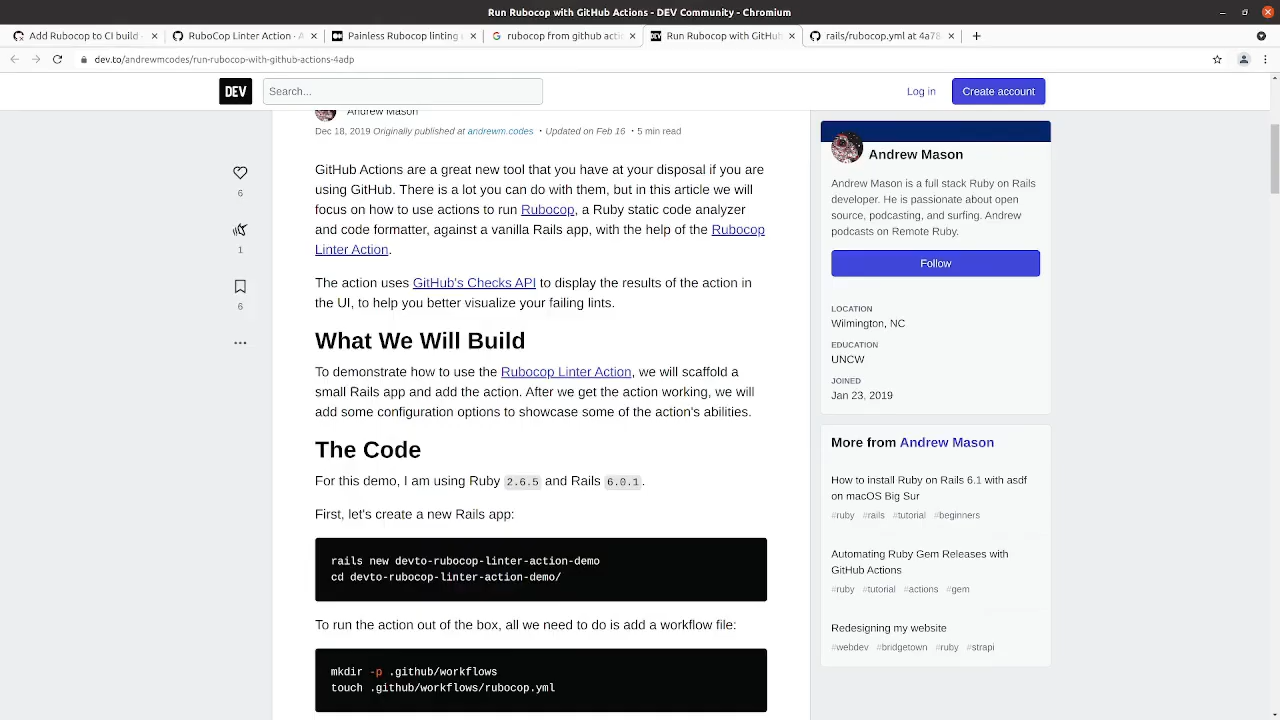 Run Rubocop with GitHub Actions - DEV Community - Chromium
Add Rubocop to CI build ·
RuboCop Linter Action · A
Painless Rubocop linting
rubocop from github actio
Run Rubocop with GitHub
rails/rubocop.yml at 4a78
dev.to/andrewmcodes/run-rubocop-with-github-actions-4adp
DEV
Search...
Log in
Create account
Andrew Mason
Dec 18, 2019 Originally published at andrewm.codes ・Updated on Feb 16 ・5 min read
GitHub Actions are a great new tool that you have at your disposal if you are
using GitHub. There is a lot you can do with them, but in this article we will
focus on how to use actions to run Rubocop, a Ruby static code analyzer
and code formatter, against a vanilla Rails app, with the help of the Rubocop
Linter Action.
The action uses GitHub's Checks API to display the results of the action in
the UI, to help you better visualize your failing lints.
What We Will Build
To demonstrate how to use the Rubocop Linter Action, we will scaffold a
small Rails app and add the action. After we get the action working, we will
add some configuration options to showcase some of the action's abilities.
The Code
For this demo, I am using Ruby 2.6.5 and Rails 6.0.1.
First, let's create a new Rails app:
rails new devto-rubocop-linter-action-demo
cd devto-rubocop-linter-action-demo/
To run the action out of the box, all we need to do is add a workflow file:
mkdir -p .github/workflows
touch .github/workflows/rubocop.yml
6
1
6
Andrew Mason
Andrew Mason is a full stack Ruby on Rails
developer. He is passionate about open
source, podcasting, and surfing. Andrew
podcasts on Remote Ruby.
Follow
LOCATION
Wilmington, NC
EDUCATION
UNCW
JOINED
Jan 23, 2019
More from Andrew Mason
How to install Ruby on Rails 6.1 with asdf
on macOS Big Sur
#ruby #rails #tutorial #beginners
Automating Ruby Gem Releases with
GitHub Actions
#ruby #tutorial #actions #gem
Redesigning my website
#webdev #bridgetown #ruby #strapi